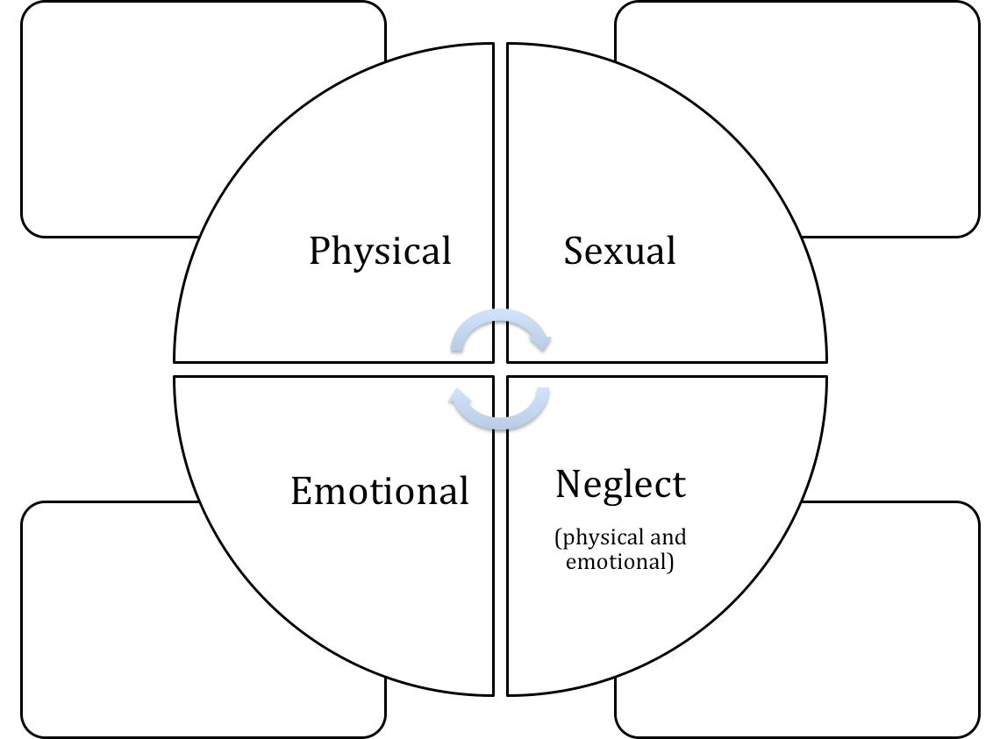 Physical
Sexual
Emotional
Neglect
(physical and
emotional)